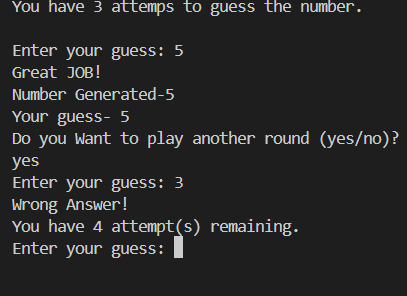 You have 3 attemps to guess the number.
Enter your guess: 5
Great JOB!
Number Generated-5
Your guess- 5
Do you Want to play another round (yes/no)?
yes
Enter your guess: 3
Wrong Answer!
You have 4 attempt(s) remaining.
Enter your guess: